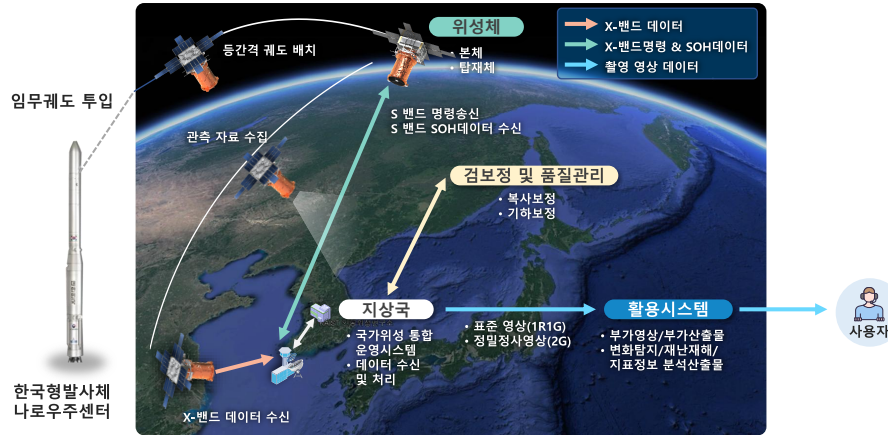 위성체
• 본체
• 탑재체
X-밴드 데이터
X-밴드명령 & SOH데이터
촬영 영상 데이터
등간격 궤도 배치
임무궤도 투입
S 밴드 명령송신
S 밴드 SOH데이터 수신
관측 자료 수집
검보정 및 품질관리
• 복사보정
• 기하보정
지상국
• 국가위성 통합
운영시스템
• 데이터 수신
및 처리
• 표준 영상(1R1G)
• 정밀정사영상(2G)
활용시스템
• 부가영상/부가산출물
• 변화탐지/재난재해/
지표정보 분석산출물
사용자
한국형발사체
나로우주센터
X-밴드 데이터 수신